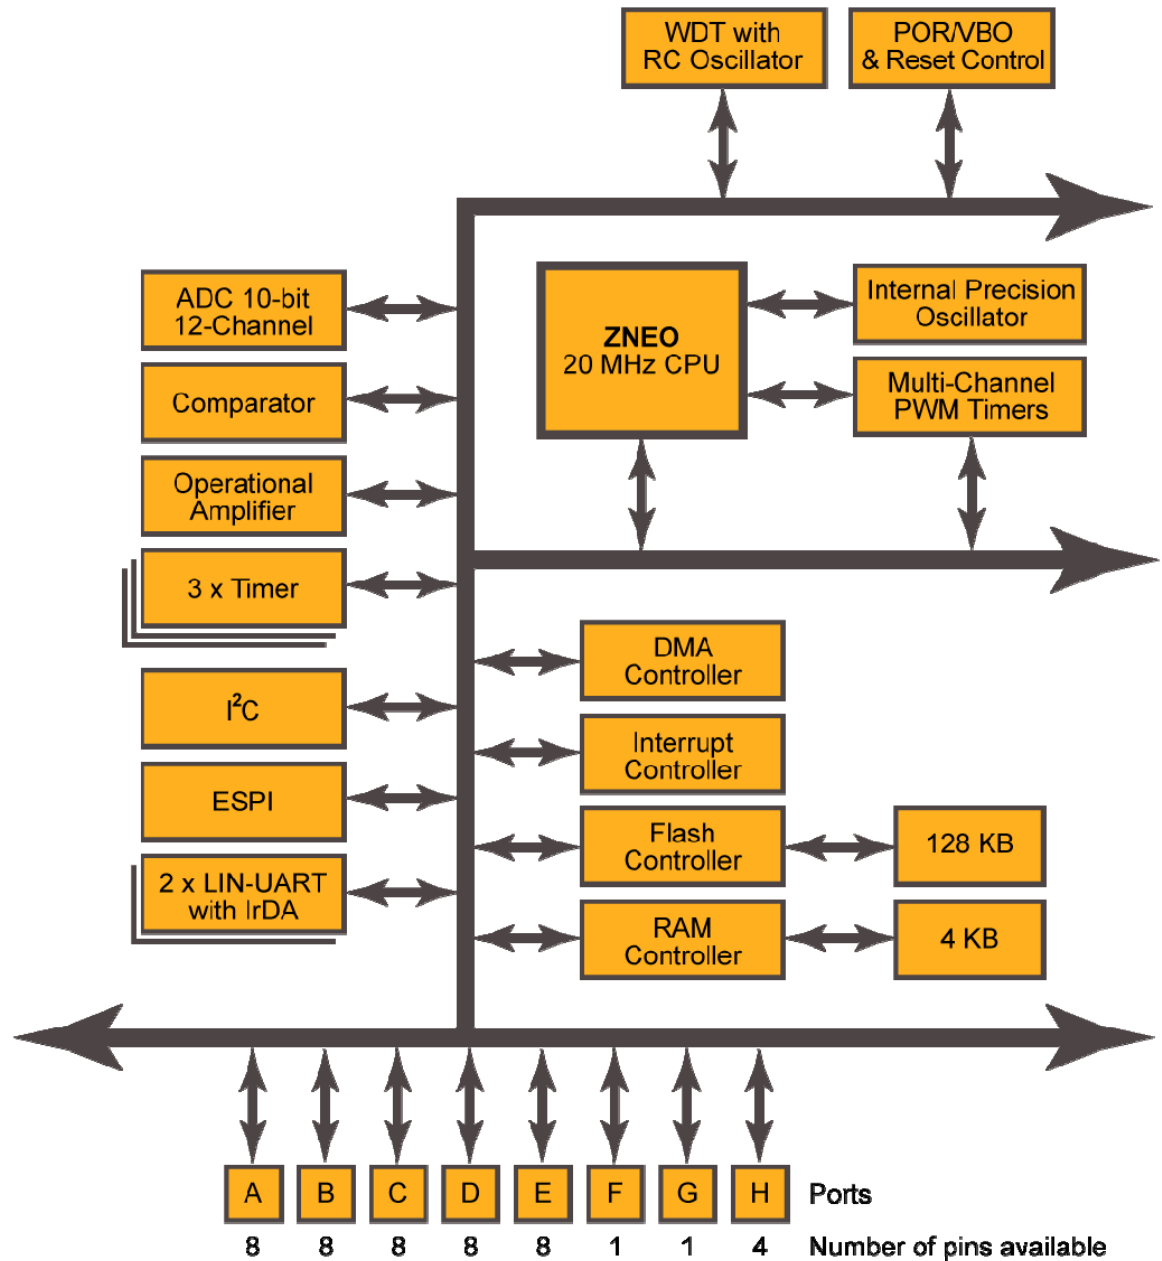 WDT with
RC Oscillator
POR/VBO
& Reset Control
ADC 10-bit
12-Channel
Comparator
Operational
Amplifier
3 x Timer
I²C
ESPI
2 x LIN-UART
with IrDA
ZNEO
20 MHz CPU
Internal Precision
Oscillator
Multi-Channel
PWM Timers
DMA
Controller
Interrupt
Controller
Flash
Controller
128 KB
RAM
Controller
4 KB
A B C D E F G H Ports
8 8 8 8 8 1 1 4 Number of pins available